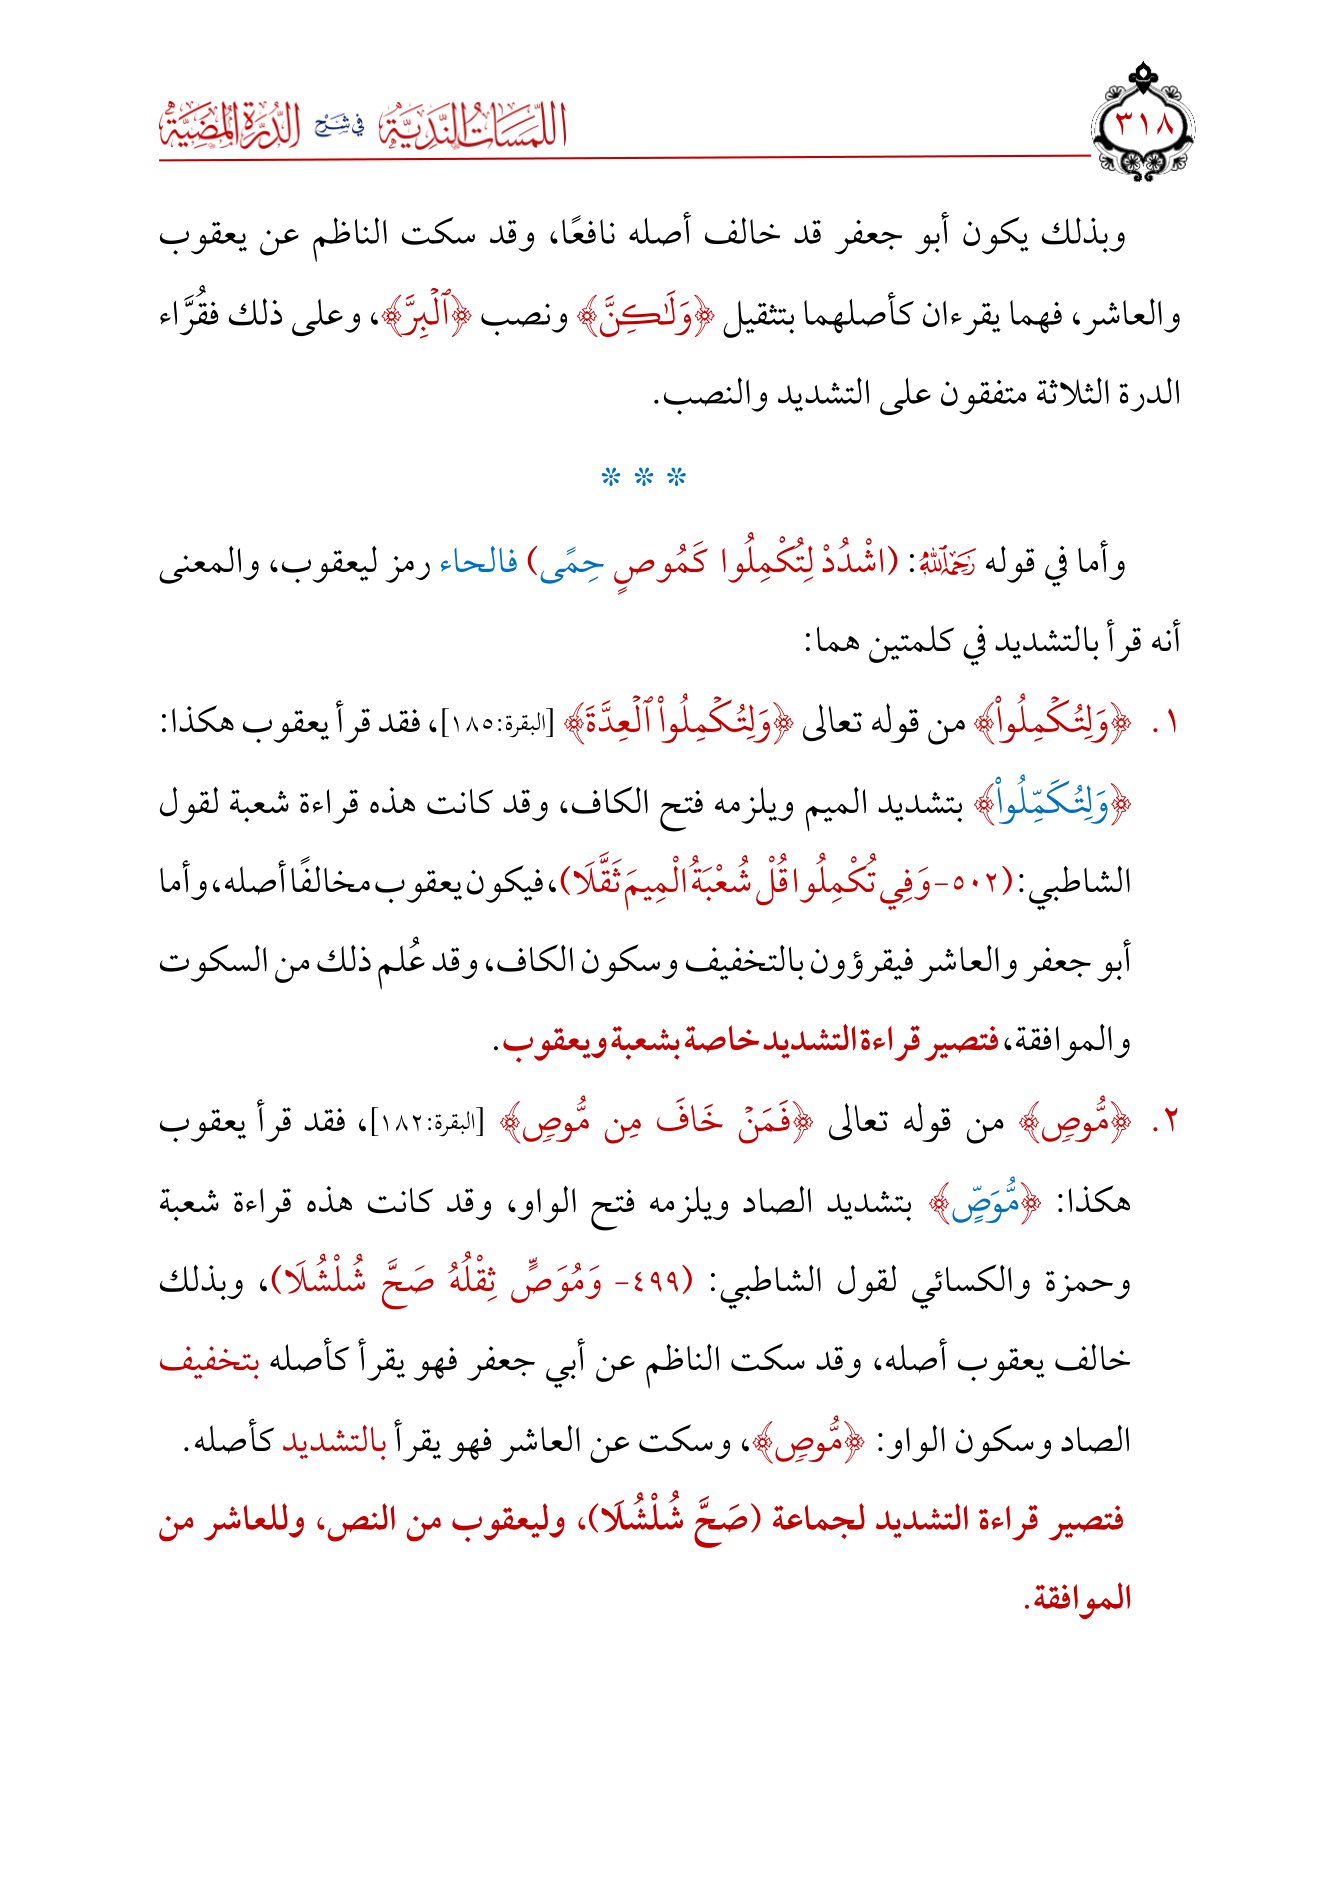 ٣١٨
اللَّمَسَاتُ النَّدِيَّةُ فِي شَرْحِ الدُّرَّةِ المُضِيَّةِ
وبذلك يكون أبو جعفر قد خالف أصله نافعًا، وقد سكت الناظم عن يعقوب
والعاشر، فهما يقرءان كأصلهما بتثقيل ﴿وَلَٰكِنَّ﴾ ونصب ﴿ٱلۡبِرَّ﴾، وعلى ذلك فقُرَّاء
الدرة الثلاثة متفقون على التشديد والنصب.
* * *
وأما في قوله رَحِمَهُ ٱللَّهُ: (اشْدُدْ لِتُكْمِلُوا كَمُوصٍ حِمًى) فالحاء رمز ليعقوب، والمعنى
أنه قرأ بالتشديد في كلمتين هما:
١. ﴿وَلِتُكۡمِلُواْ﴾ من قوله تعالى ﴿وَلِتُكۡمِلُواْ ٱلۡعِدَّةَ﴾ [البقرة:١٨٥]، فقد قرأ يعقوب هكذا:
﴿وَلِتُكَمِّلُواْ﴾ بتشديد الميم ويلزمه فتح الكاف، وقد كانت هذه قراءة شعبة لقول
الشاطبي: (٥٠٢- وَفِي تُكْمِلُوا قُلْ شُعْبَةُ الْمِيمَ ثَقَّلَا)، فيكون يعقوب مخالفًا أصله، وأما
أبو جعفر والعاشر فيقرؤون بالتخفيف وسكون الكاف، وقد عُلم ذلك من السكوت
والموافقة، فتصير قراءة التشديد خاصة بشعبة ويعقوب.
٢. ﴿مُّوصٖ﴾ من قوله تعالى ﴿فَمَنۡ خَافَ مِن مُّوصٖ﴾ [البقرة:١٨٢]، فقد قرأ يعقوب
هكذا: ﴿مُّوَصّٖ﴾ بتشديد الصاد ويلزمه فتح الواو، وقد كانت هذه قراءة شعبة
وحمزة والكسائي لقول الشاطبي: (٤٩٩- وَمُوَصٍّ ثِقْلُهُ صَحَّ شُلْشُلَا)، وبذلك
خالف يعقوب أصله، وقد سكت الناظم عن أبي جعفر فهو يقرأ كأصله بتخفيف
الصاد وسكون الواو: ﴿مُّوصٖ﴾، وسكت عن العاشر فهو يقرأ بالتشديد كأصله.
فتصير قراءة التشديد لجماعة (صَحَّ شُلْشُلَا)، وليعقوب من النص، وللعاشر من
الموافقة.